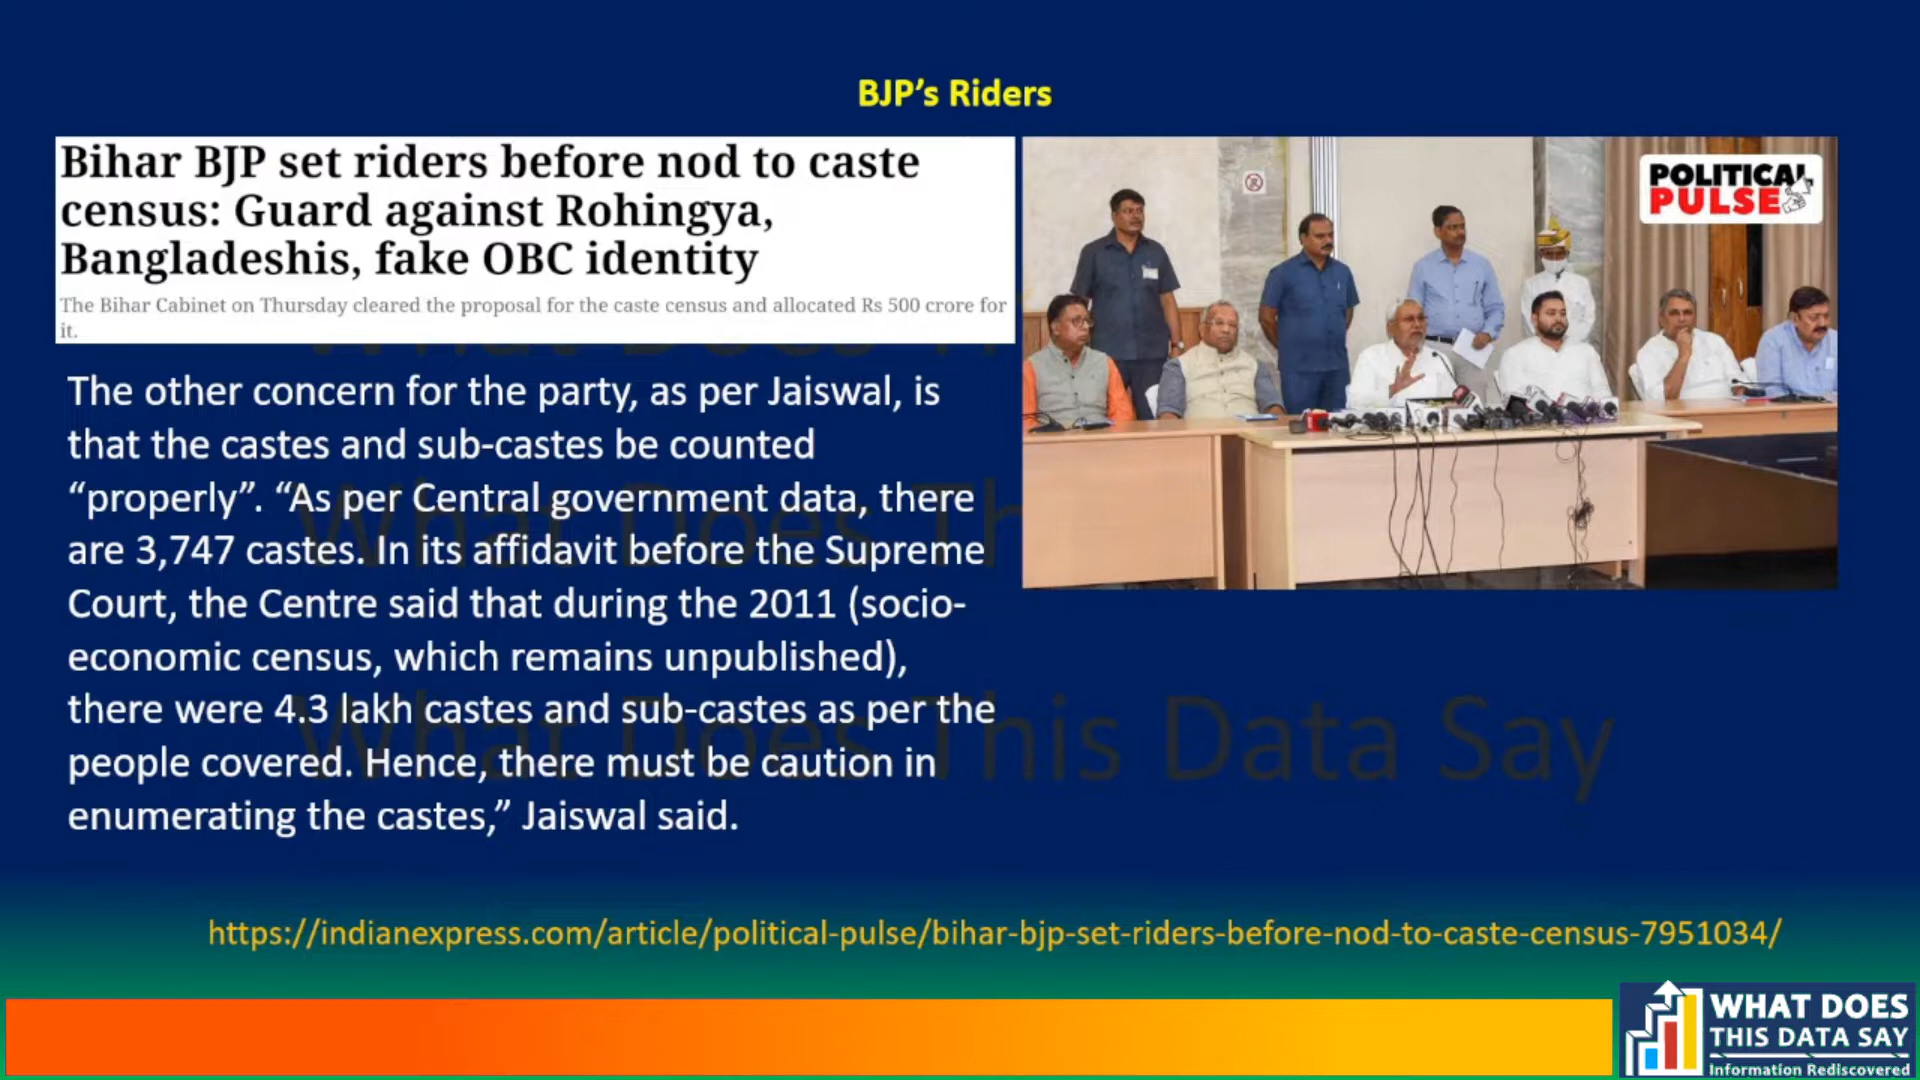 BJP’s Riders
Bihar BJP set riders before nod to caste
census: Guard against Rohingya,
Bangladeshis, fake OBC identity
The Bihar Cabinet on Thursday cleared the proposal for the caste census and allocated Rs 500 crore for
it.
POLITICAL
PULSE
The other concern for the party, as per Jaiswal, is
that the castes and sub-castes be counted
“properly”. “As per Central government data, there
are 3,747 castes. In its affidavit before the Supreme
Court, the Centre said that during the 2011 (socio-
economic census, which remains unpublished),
there were 4.3 lakh castes and sub-castes as per the
people covered. Hence, there must be caution in
enumerating the castes,” Jaiswal said.
What Does This Data Say
https://indianexpress.com/article/political-pulse/bihar-bjp-set-riders-before-nod-to-caste-census-7951034/
WHAT DOES
THIS DATA SAY
Information Rediscovered